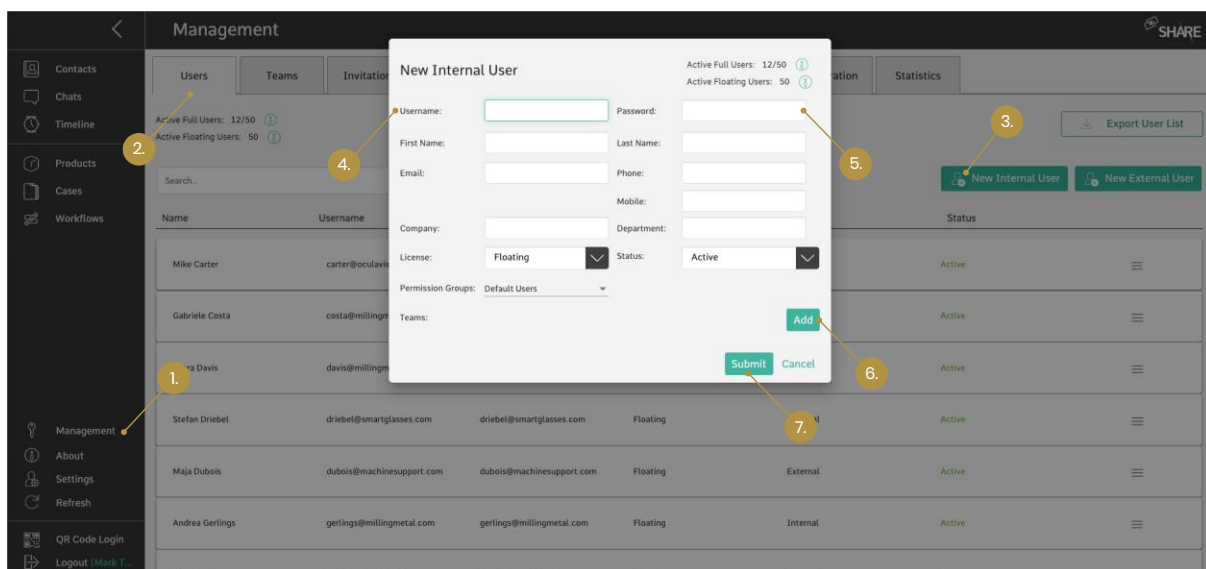 Management
SHARE
Contacts
Chats
Timeline
Products
Cases
Workflows
Management
About
Settings
Refresh
QR Code Login
Logout (Mark T...
Users
Teams
Statistics
Active Full Users: 12/50
Active Floating Users: 50
Export User List
Search...
New Internal User
New External User
Name
Username
Status
Mike Carter
Active
Gabriele Costa
Active
Davis
Active
Stefan Driebel
driebel@smartglasses.com
driebel@smartglasses.com
Floating
Active
Maja Dubois
dubois@machinesupport.com
dubois@machinesupport.com
Floating
External
Active
Andrea Gerlings
gerlings@millingmetal.com
gerlings@millingmetal.com
Floating
Internal
Active
New Internal User
Active Full Users: 12/50
Active Floating Users: 50
Username:
Password:
First Name:
Last Name:
Email:
Phone:
Mobile:
Company:
Department:
License:
Floating
Status:
Active
Permission Groups:
Default Users
Teams:
Add
Submit
Cancel
1.
2.
3.
4.
5.
6.
7.